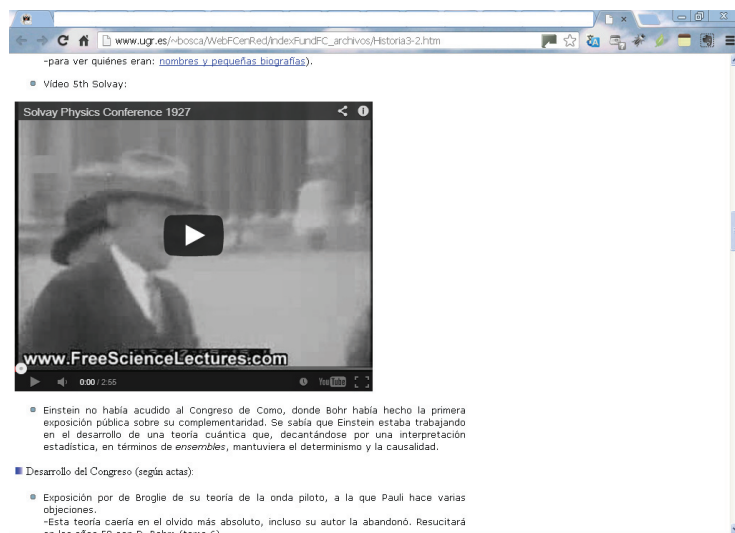 www.ugr.es/~bosca/WebFCenRed/indexFundFC_archivos/Historia3-2.htm
-para ver quiénes eran: nombres y pequeñas biografías).
Vídeo 5th Solvay:
Solvay Physics Conference 1927
www.FreeScienceLectures.com
0:00 / 2:55
YouTube
Einstein no había acudido al Congreso de Como, donde Bohr había hecho la primera
exposición pública sobre su complementaridad. Se sabía que Einstein estaba trabajando
en el desarrollo de una teoría cuántica que, decantándose por una interpretación
estadística, en términos de ensembles, mantuviera el determinismo y la causalidad.
Desarrollo del Congreso (según actas):
Exposición por de Broglie de su teoría de la onda piloto, a la que Pauli hace varias
objeciones.
-Esta teoría caería en el olvido más absoluto, incluso su autor la abandonó. Resucitará